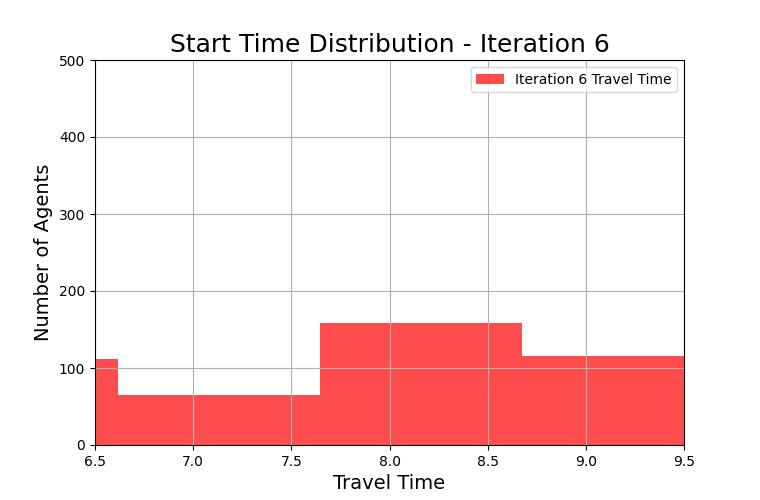 Start Time Distribution - Iteration 6
Iteration 6 Travel Time
Number of Agents
500
400
300
200
100
0
6.5 7.0 7.5 8.0 8.5 9.0 9.5
Travel Time